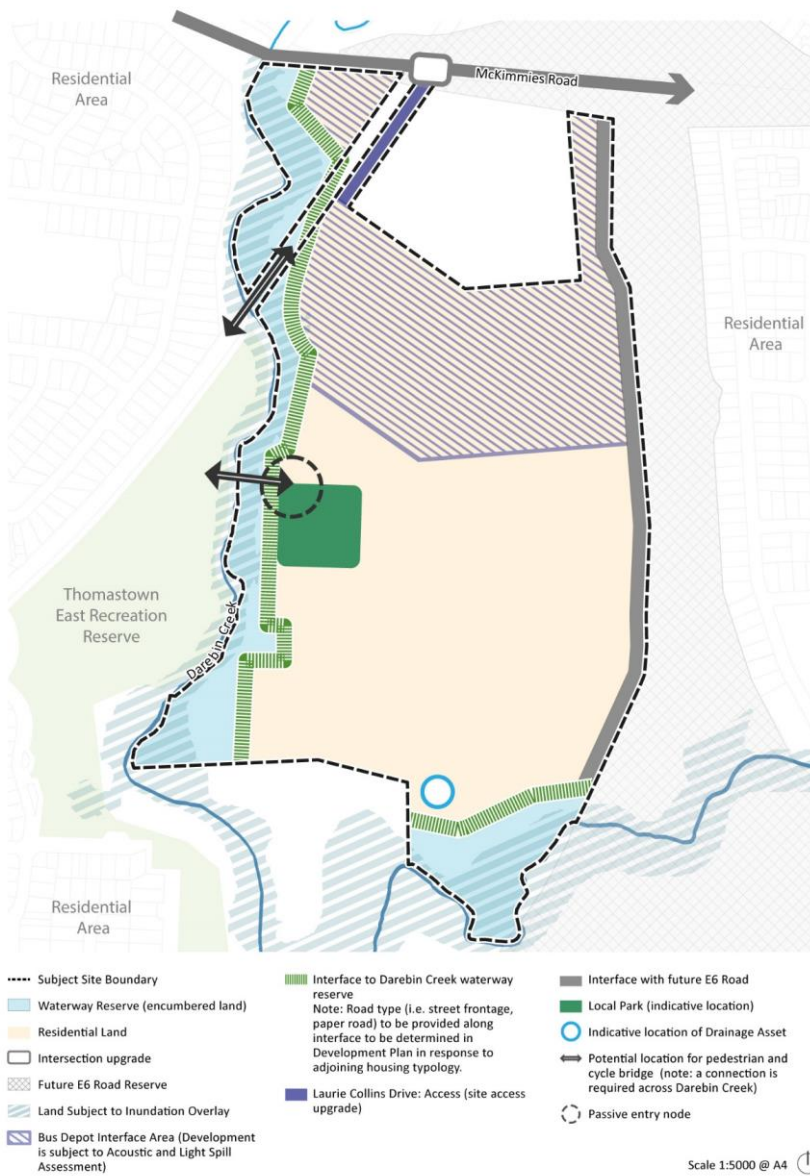 McKimmies Road
Residential
Area
Residential
Area
Thomastown
East Recreation
Reserve
Darebin Creek
Residential
Area
Subject Site Boundary
Waterway Reserve (encumbered land)
Residential Land
Intersection upgrade
Future E6 Road Reserve
Land Subject to Inundation Overlay
Bus Depot Interface Area (Development
is subject to Acoustic and Light Spill
Assessment)
Interface to Darebin Creek waterway
reserve
Note: Road type (i.e. street frontage,
paper road) to be provided along
interface to be determined in
Development Plan in response to
adjoining housing typology.
Laurie Collins Drive: Access (site access
upgrade)
Interface with future E6 Road
Local Park (indicative location)
Indicative location of Drainage Asset
Potential location for pedestrian and
cycle bridge (note: a connection is
required across Darebin Creek)
Passive entry node
Scale 1:5000 @ A4